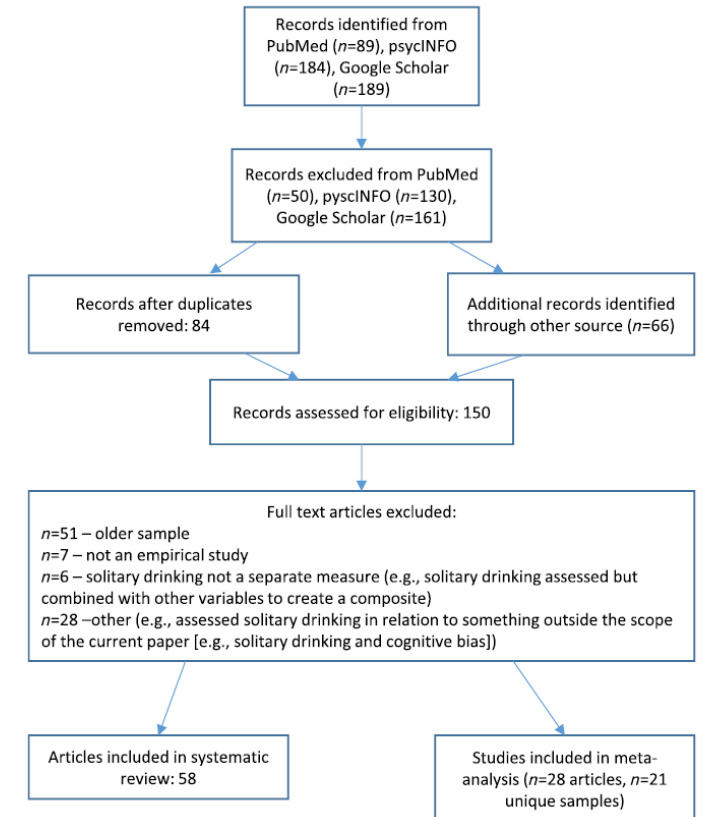 Records identified from
PubMed (n=89), psycINFO
(n=184), Google Scholar
(n=189)
Records excluded from PubMed
(n=50), pyscINFO (n=130),
Google Scholar (n=161)
Records after duplicates
removed: 84
Additional records identified
through other source (n=66)
Records assessed for eligibility: 150
Full text articles excluded:
n=51 – older sample
n=7 – not an empirical study
n=6 – solitary drinking not a separate measure (e.g., solitary drinking assessed but
combined with other variables to create a composite)
n=28 –other (e.g., assessed solitary drinking in relation to something outside the scope
of the current paper [e.g., solitary drinking and cognitive bias])
Articles included in systematic
review: 58
Studies included in meta-
analysis (n=28 articles, n=21
unique samples)